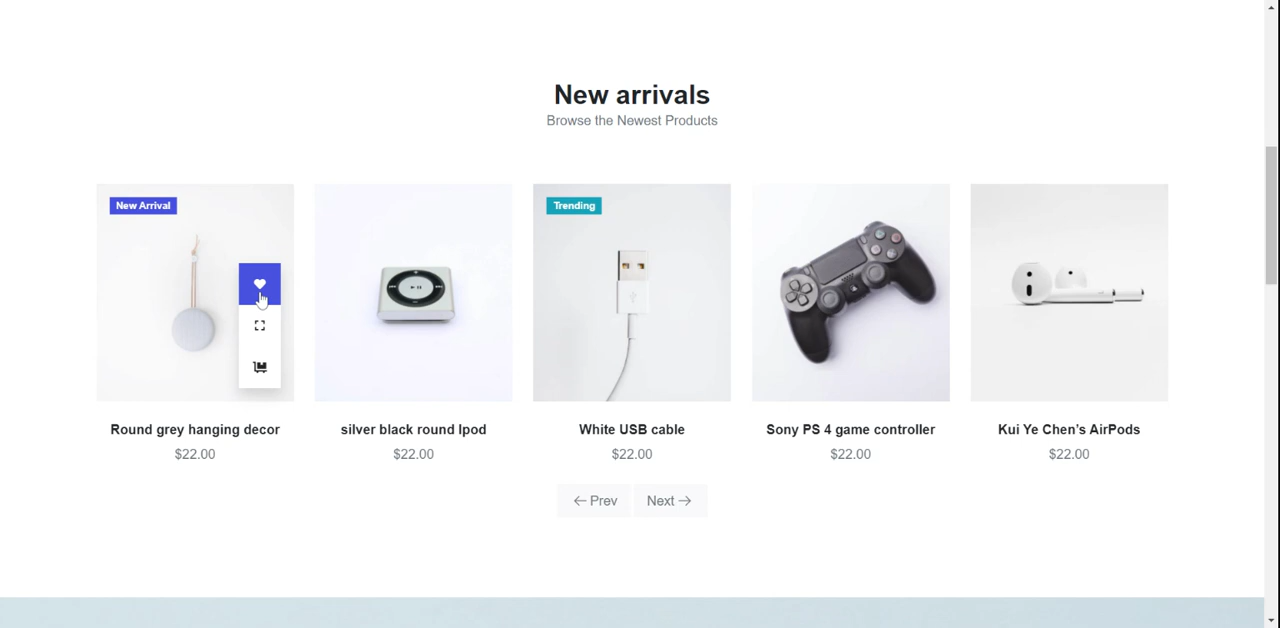 New arrivals
Browse the Newest Products
New Arrival
Trending
Round grey hanging decor
silver black round Ipod
White USB cable
Sony PS 4 game controller
Kui Ye Chen’s AirPods
$22.00
$22.00
$22.00
$22.00
$22.00
← Prev
Next →